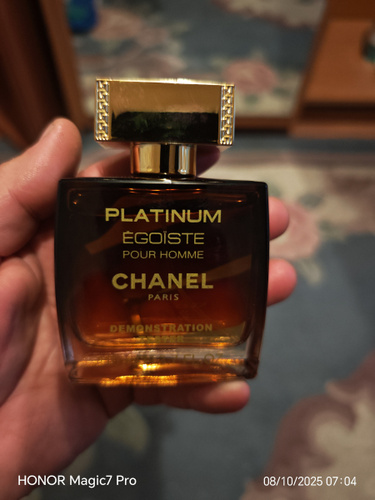 PLATINUM
ÉGOÏSTE
POUR HOMME
CHANEL
PARIS
DEMONSTRATION
HONOR Magic7 Pro
08/10/2025 07:04